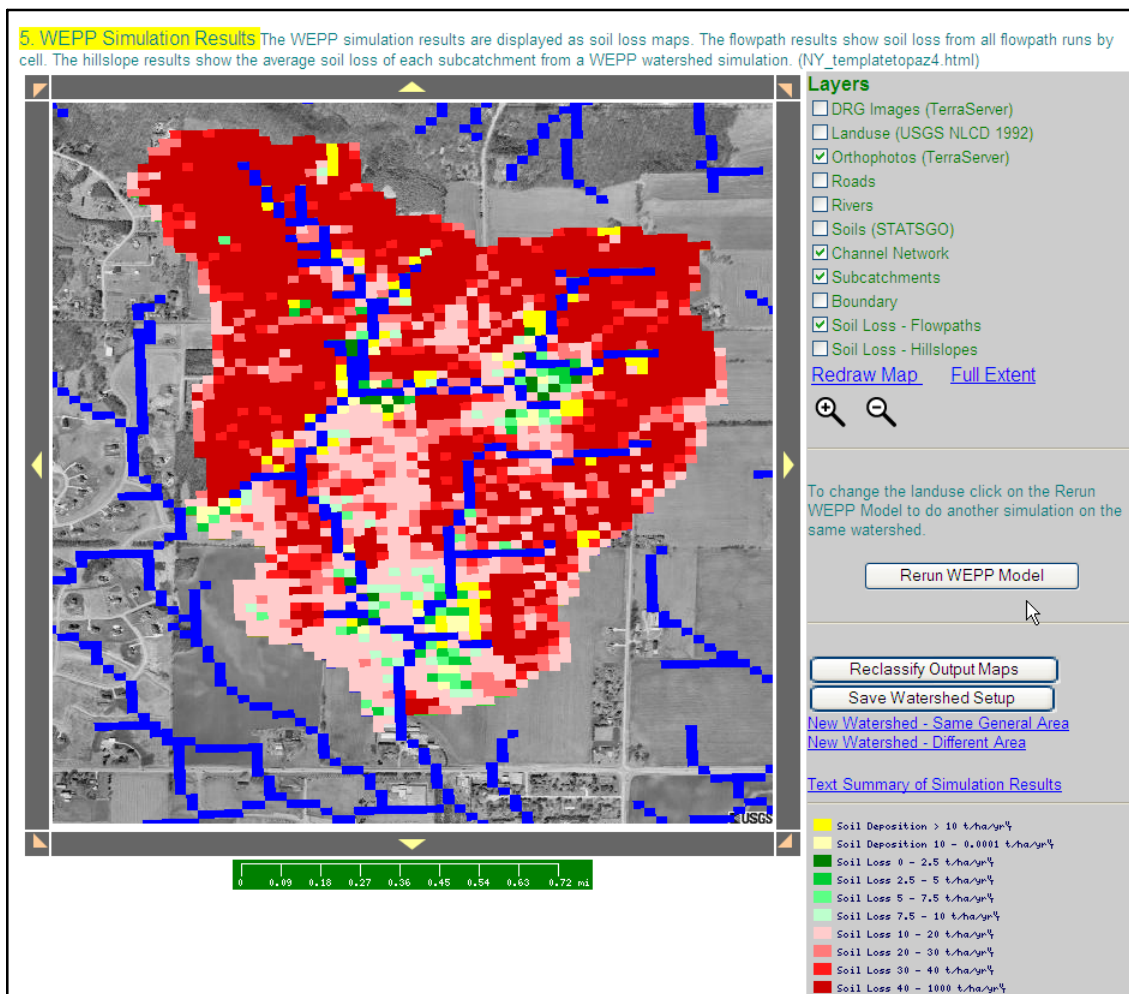 5. WEPP Simulation Results The WEPP simulation results are displayed as soil loss maps. The flowpath results show soil loss from all flowpath runs by
cell. The hillslope results show the average soil loss of each subcatchment from a WEPP watershed simulation. (NY_templatetopaz4.html)
Layers
DRG Images (TerraServer)
Landuse (USGS NLCD 1992)
Orthophotos (TerraServer)
Roads
Rivers
Soils (STATSGO)
Channel Network
Subcatchments
Boundary
Soil Loss - Flowpaths
Soil Loss - Hillslopes
Redraw Map Full Extent
To change the landuse click on the Rerun
WEPP Model to do another simulation on the
same watershed.
Rerun WEPP Model
Reclassify Output Maps
Save Watershed Setup
New Watershed - Same General Area
New Watershed - Different Area
Text Summary of Simulation Results
USGS
0 0.09 0.18 0.27 0.36 0.45 0.54 0.63 0.72 mi
Soil Deposition > 10 t/ha/yr
Soil Deposition 10 - 0.0001 t/ha/yr
Soil Loss 0 - 2.5 t/ha/yr
Soil Loss 2.5 - 5 t/ha/yr
Soil Loss 5 - 7.5 t/ha/yr
Soil Loss 7.5 - 10 t/ha/yr
Soil Loss 10 - 20 t/ha/yr
Soil Loss 20 - 30 t/ha/yr
Soil Loss 30 - 40 t/ha/yr
Soil Loss 40 - 1000 t/ha/yr